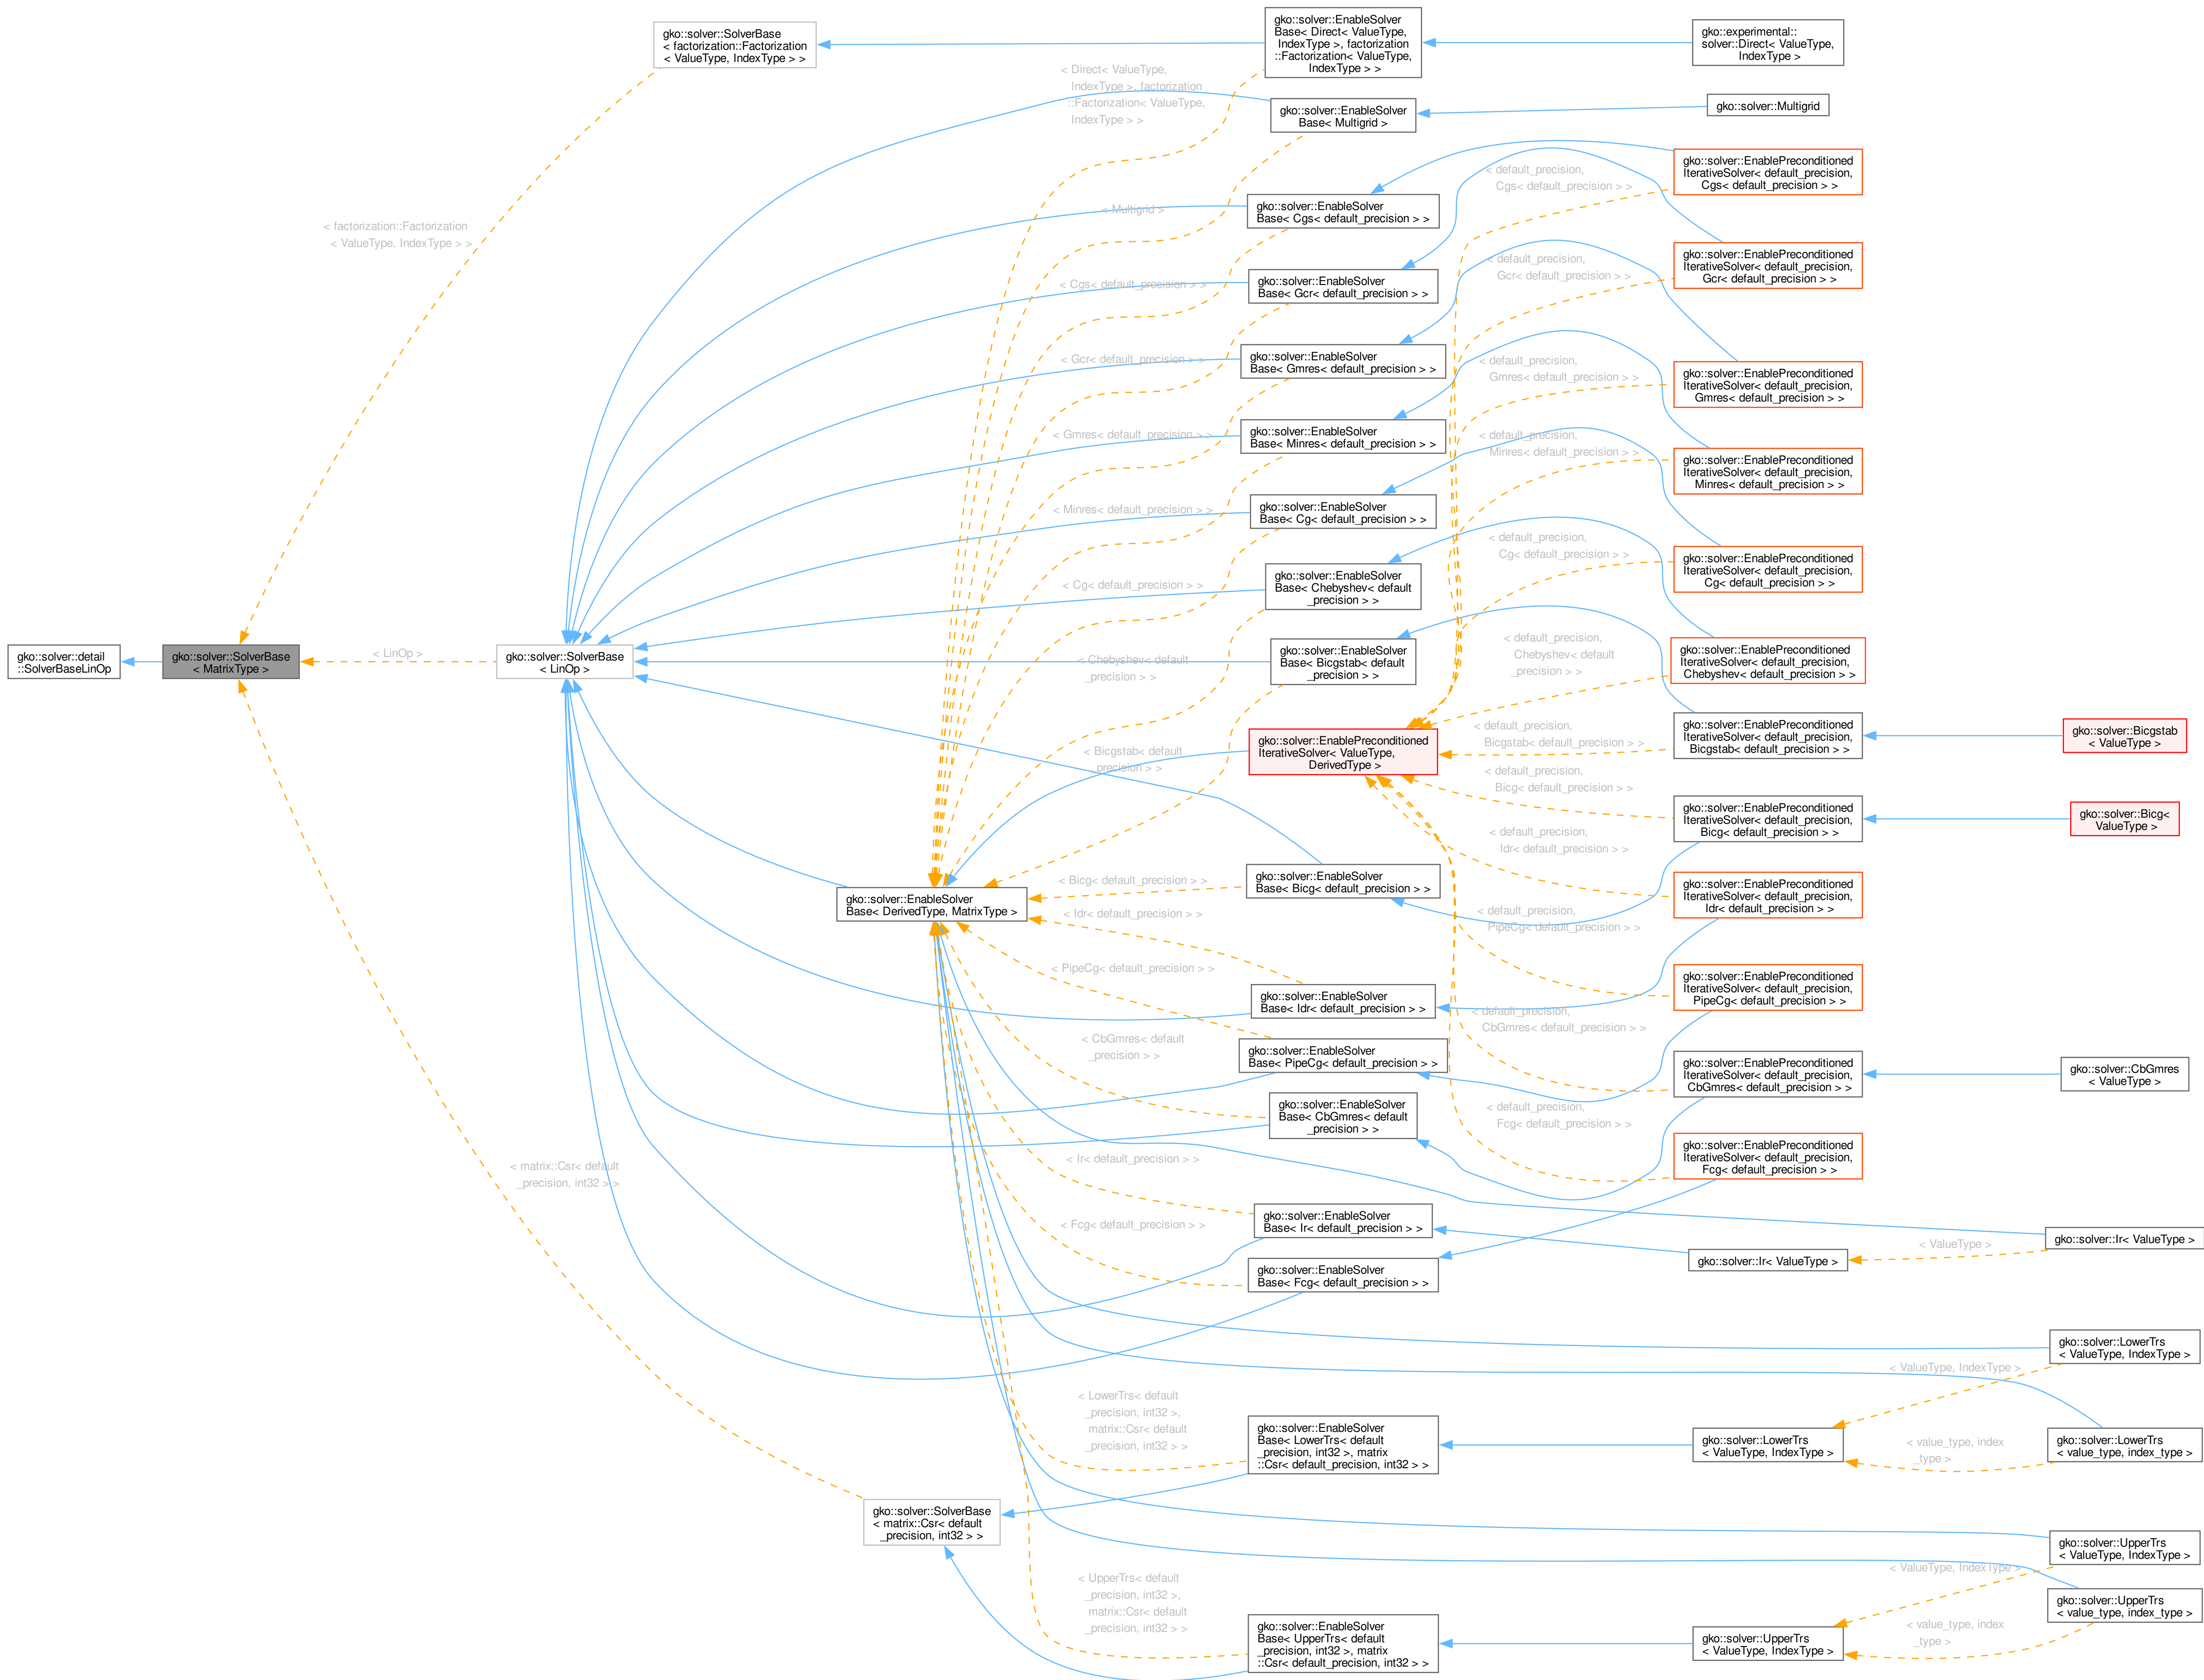 gko::solver::detail
::SolverBaseLinOp
gko::solver::SolverBase
< MatrixType >
< factorization::Factorization
< ValueType, IndexType > >
< LinOp >
< matrix::Csr< default
_precision, int32 > >
gko::solver::SolverBase
< factorization::Factorization
< ValueType, IndexType > >
gko::solver::SolverBase
< LinOp >
gko::solver::SolverBase
< matrix::Csr< default
_precision, int32 > >
gko::solver::EnableSolver
Base< DerivedType, MatrixType >
< Direct< ValueType,
IndexType >, factorization
::Factorization< ValueType,
IndexType > >
< Multigrid >
< Cgs< default_precision > >
< Gcr< default_precision > >
< Gmres< default_precision > >
< Minres< default_precision > >
< Cg< default_precision > >
< Chebyshev< default
_precision > >
< Bicgstab< default
_precision > >
< Bicg< default_precision > >
< Idr< default_precision > >
< PipeCg< default_precision > >
< CbGmres< default
_precision > >
< Ir< default_precision > >
< Fcg< default_precision > >
< LowerTrs< default
_precision, int32 >,
matrix::Csr< default
_precision, int32 > >
< UpperTrs< default
_precision, int32 >,
matrix::Csr< default
_precision, int32 > >
gko::solver::EnableSolver
Base< Direct< ValueType,
IndexType >, factorization
::Factorization< ValueType,
IndexType > >
gko::solver::EnableSolver
Base< Multigrid >
gko::solver::EnableSolver
Base< Cgs< default_precision > >
gko::solver::EnableSolver
Base< Gcr< default_precision > >
gko::solver::EnableSolver
Base< Gmres< default_precision > >
gko::solver::EnableSolver
Base< Minres< default_precision > >
gko::solver::EnableSolver
Base< Cg< default_precision > >
gko::solver::EnableSolver
Base< Chebyshev< default
_precision > >
gko::solver::EnableSolver
Base< Bicgstab< default
_precision > >
gko::solver::EnablePreconditioned
IterativeSolver< ValueType,
DerivedType >
gko::solver::EnableSolver
Base< Bicg< default_precision > >
gko::solver::EnableSolver
Base< Idr< default_precision > >
gko::solver::EnableSolver
Base< PipeCg< default_precision > >
gko::solver::EnableSolver
Base< CbGmres< default
_precision > >
gko::solver::EnableSolver
Base< Ir< default_precision > >
gko::solver::EnableSolver
Base< Fcg< default_precision > >
gko::solver::EnableSolver
Base< LowerTrs< default
_precision, int32 >, matrix
::Csr< default_precision, int32 > >
gko::solver::EnableSolver
Base< UpperTrs< default
_precision, int32 >, matrix
::Csr< default_precision, int32 > >
< default_precision,
Cgs< default_precision > >
< default_precision,
Gcr< default_precision > >
< default_precision,
Gmres< default_precision > >
< default_precision,
Minres< default_precision > >
< default_precision,
Cg< default_precision > >
< default_precision,
Chebyshev< default
_precision > >
< default_precision,
Bicgstab< default_precision > >
< default_precision,
Bicg< default_precision > >
< default_precision,
Idr< default_precision > >
< default_precision,
PipeCg< default_precision > >
< default_precision,
CbGmres< default_precision > >
< default_precision,
Fcg< default_precision > >
gko::experimental::
solver::Direct< ValueType,
IndexType >
gko::solver::Multigrid
gko::solver::EnablePreconditioned
IterativeSolver< default_precision,
Cgs< default_precision > >
gko::solver::EnablePreconditioned
IterativeSolver< default_precision,
Gcr< default_precision > >
gko::solver::EnablePreconditioned
IterativeSolver< default_precision,
Gmres< default_precision > >
gko::solver::EnablePreconditioned
IterativeSolver< default_precision,
Minres< default_precision > >
gko::solver::EnablePreconditioned
IterativeSolver< default_precision,
Cg< default_precision > >
gko::solver::EnablePreconditioned
IterativeSolver< default_precision,
Chebyshev< default_precision > >
gko::solver::EnablePreconditioned
IterativeSolver< default_precision,
Bicgstab< default_precision > >
gko::solver::EnablePreconditioned
IterativeSolver< default_precision,
Bicg< default_precision > >
gko::solver::EnablePreconditioned
IterativeSolver< default_precision,
Idr< default_precision > >
gko::solver::EnablePreconditioned
IterativeSolver< default_precision,
PipeCg< default_precision > >
gko::solver::EnablePreconditioned
IterativeSolver< default_precision,
CbGmres< default_precision > >
gko::solver::EnablePreconditioned
IterativeSolver< default_precision,
Fcg< default_precision > >
gko::solver::Ir< ValueType >
gko::solver::LowerTrs
< ValueType, IndexType >
gko::solver::UpperTrs
< ValueType, IndexType >
< ValueType >
< ValueType, IndexType >
< value_type, index
_type >
< ValueType, IndexType >
< value_type, index
_type >
gko::solver::Bicgstab
< ValueType >
gko::solver::Bicg<
ValueType >
gko::solver::CbGmres
< ValueType >
gko::solver::Ir< ValueType >
gko::solver::LowerTrs
< ValueType, IndexType >
gko::solver::LowerTrs
< value_type, index_type >
gko::solver::UpperTrs
< ValueType, IndexType >
gko::solver::UpperTrs
< value_type, index_type >